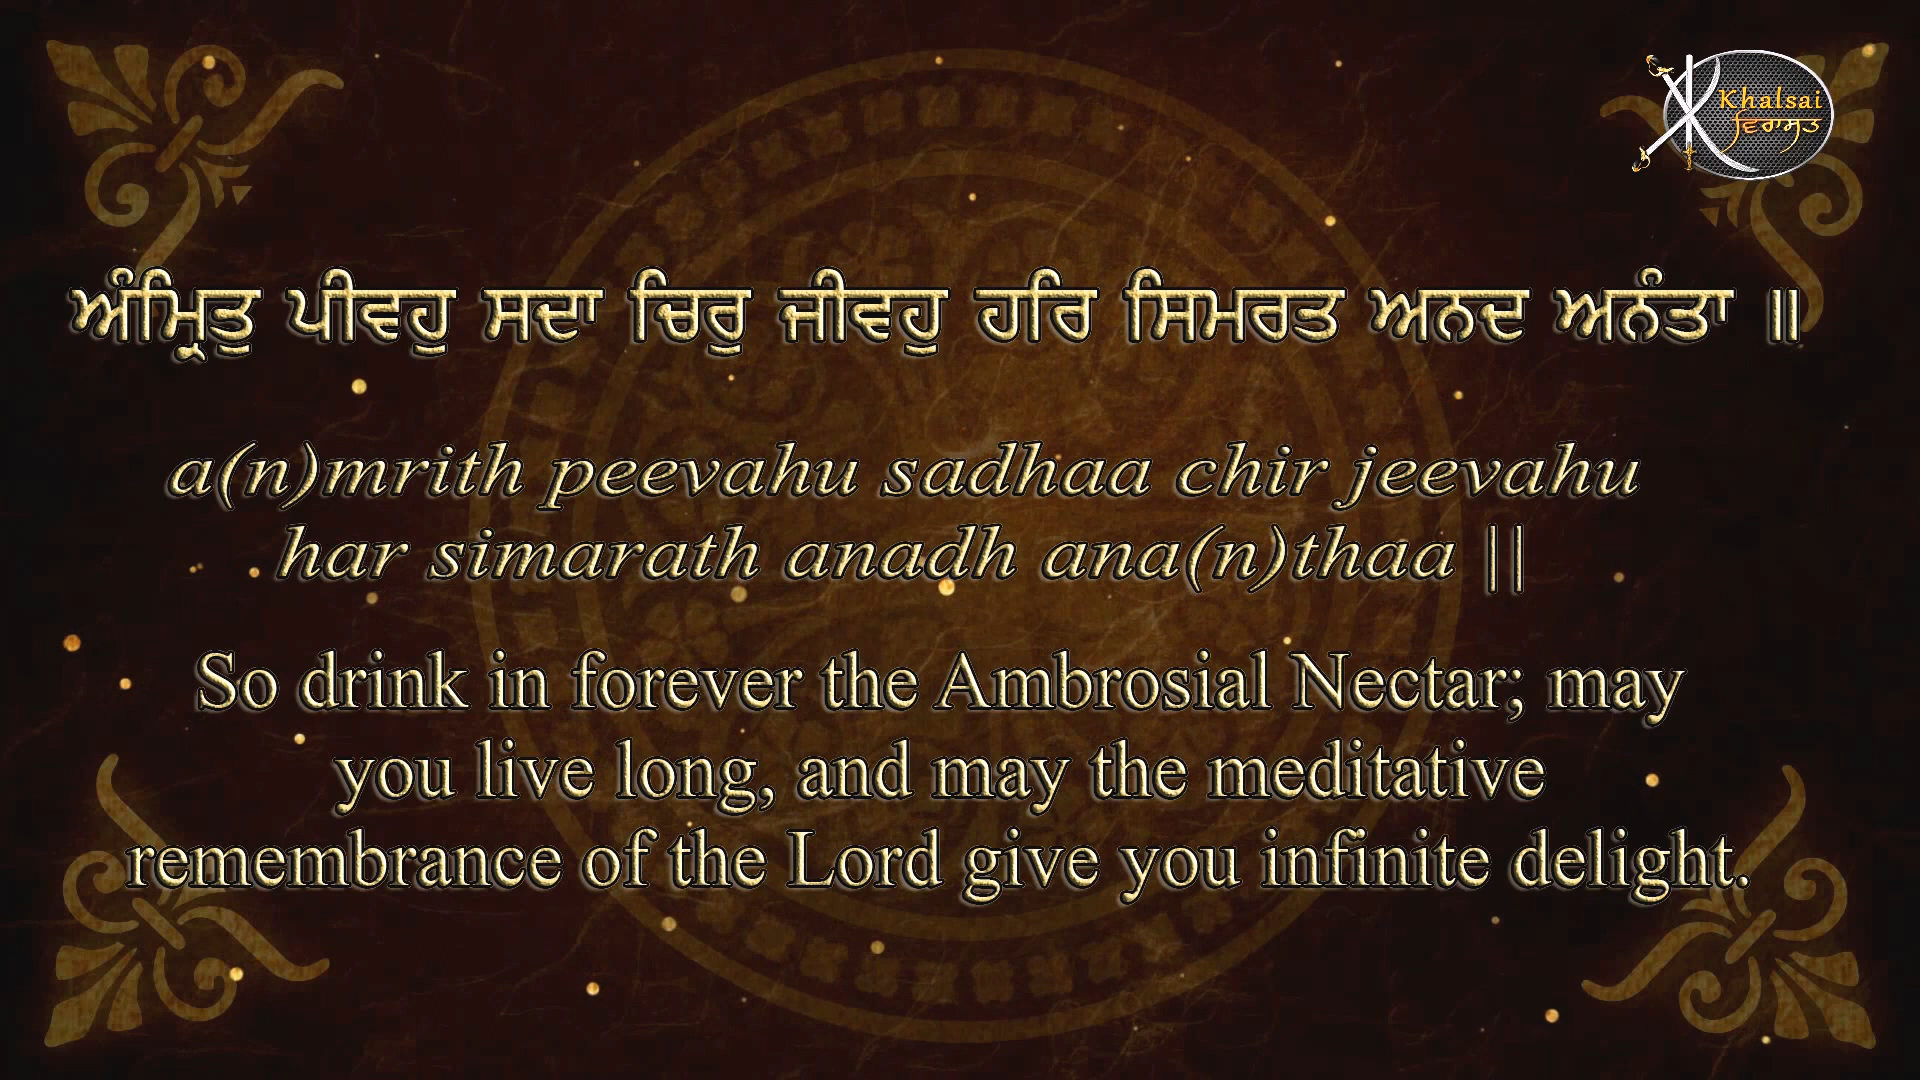 Khalsai
ਵਿਰਾਸਤ
ਅੰਮ੍ਰਿਤੁ ਪੀਵਹੁ ਸਦਾ ਚਿਰੁ ਜੀਵਹੁ ਹਰਿ ਸਿਮਰਤ ਅਨਦ ਅਨੰਤਾ ॥
a(n)mrith peevahu sadhaa chir jeevahu
har simarath anadh ana(n)thaa ||
So drink in forever the Ambrosial Nectar; may
you live long, and may the meditative
remembrance of the Lord give you infinite delight.